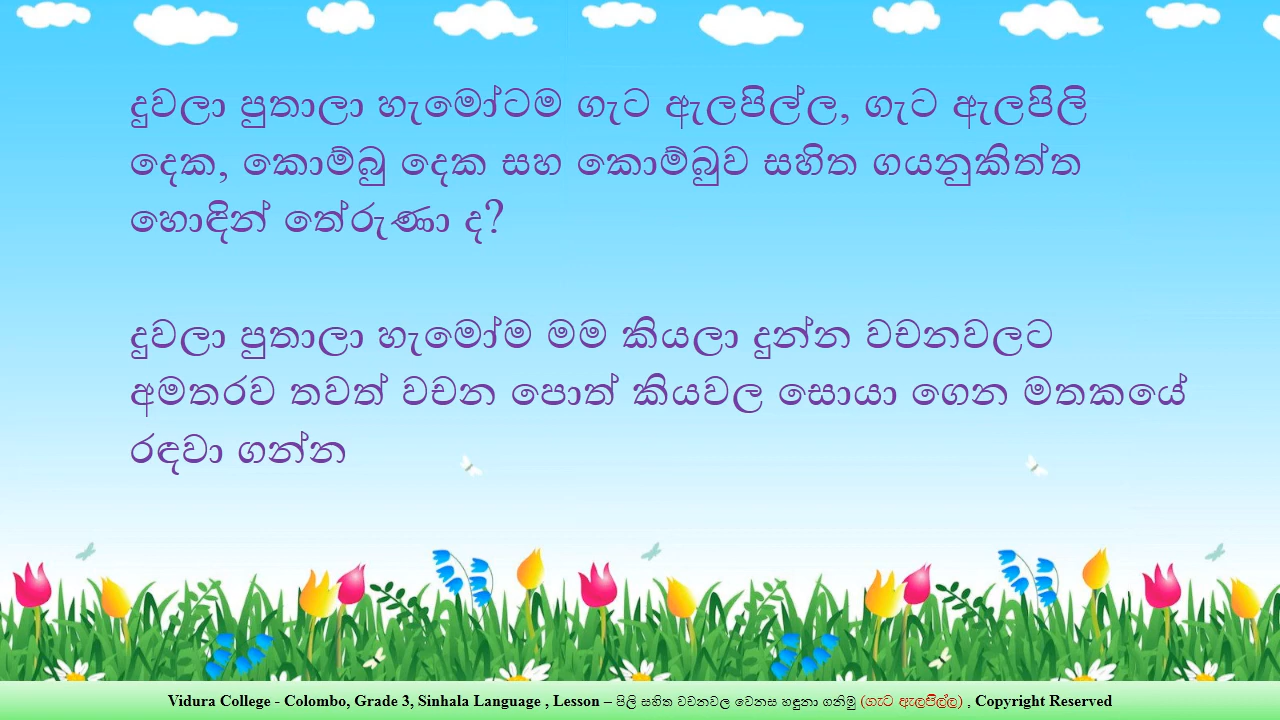 දුවලා පුතාලා හැමෝටම ගැට ඇලපිල්ල, ගැට ඇලපිලි
දෙක, කොම්බු දෙක සහ කොම්බුව සහිත ගයනුකිත්ත
හොඳින් තේරුණා ද?
දුවලා පුතාලා හැමෝම මම කියලා දුන්න වචනවලට
අමතරව තවත් වචන පොත් කියවල සොයා ගෙන මතකයේ
රඳවා ගන්න
Vidura College - Colombo, Grade 3, Sinhala Language , Lesson – පිලි සහිත වචනවල වෙනස හඳුනා ගනිමු (ගැට ඇලපිල්ල) , Copyright Reserved